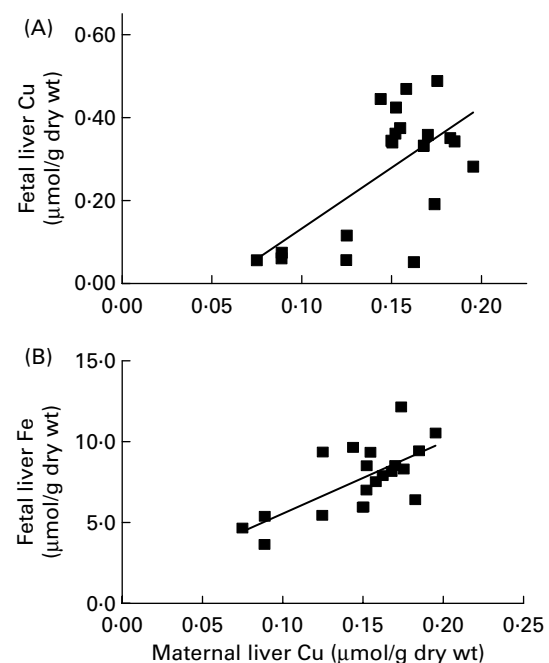 (A)
Fetal liver Cu
(μmol/g dry wt)
0·60
0·40
0·20
0·00
0·00 0·05 0·10 0·15 0·20
(B)
Fetal liver Fe
(μmol/g dry wt)
15·0
10·0
5·0
0·0
0·00 0·05 0·10 0·15 0·20 0·25
Maternal liver Cu (μmol/g dry wt)